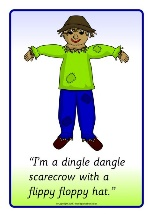 "I'm a dingle dangle
scarecrow with a
flippy floppy hat."